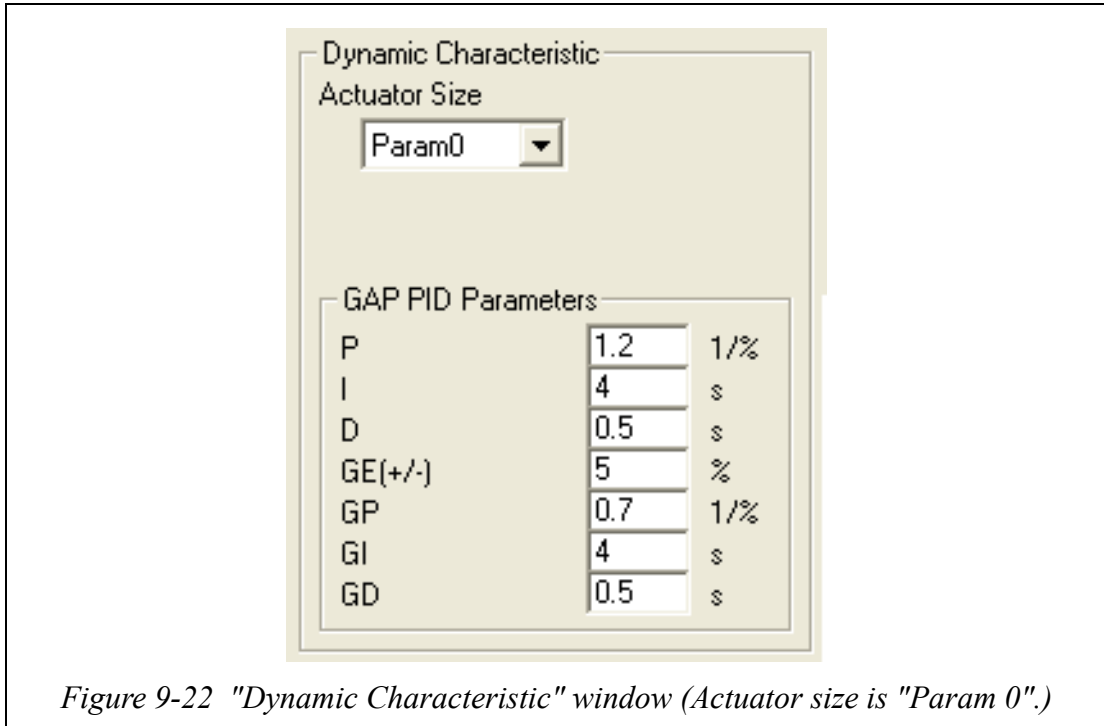 Dynamic Characteristic
Actuator Size
Param0
GAP PID Parameters
P 1.2 1/%
I 4 s
D 0.5 s
GE(+/-) 5 %
GP 0.7 1/%
GI 4 s
GD 0.5 s
Figure 9-22 "Dynamic Characteristic" window (Actuator size is "Param 0".)